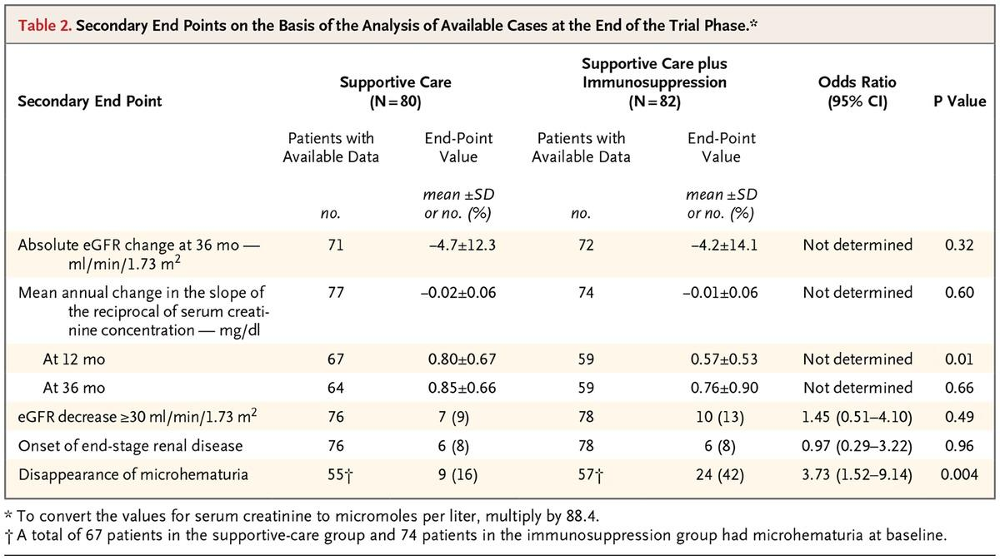 Table 2. Secondary End Points on the Basis of the Analysis of Available Cases at the End of the Trial Phase.*
Secondary End Point Supportive Care (N=80) Supportive Care plus Immunosuppression (N=82) Odds Ratio (95% CI) P Value
Patients with Available Data End-Point Value Patients with Available Data End-Point Value
no. mean ±SD or no. (%) no. mean ±SD or no. (%)
Absolute eGFR change at 36 mo — ml/min/1.73 m² 71 –4.7±12.3 72 –4.2±14.1 Not determined 0.32
Mean annual change in the slope of the reciprocal of serum creati-nine concentration — mg/dl 77 –0.02±0.06 74 –0.01±0.06 Not determined 0.60
At 12 mo 67 0.80±0.67 59 0.57±0.53 Not determined 0.01
At 36 mo 64 0.85±0.66 59 0.76±0.90 Not determined 0.66
eGFR decrease ≥30 ml/min/1.73 m² 76 7 (9) 78 10 (13) 1.45 (0.51–4.10) 0.49
Onset of end-stage renal disease 76 6 (8) 78 6 (8) 0.97 (0.29–3.22) 0.96
Disappearance of microhematuria 55† 9 (16) 57† 24 (42) 3.73 (1.52–9.14) 0.004
* To convert the values for serum creatinine to micromoles per liter, multiply by 88.4.
† A total of 67 patients in the supportive-care group and 74 patients in the immunosuppression group had microhematuria at baseline.